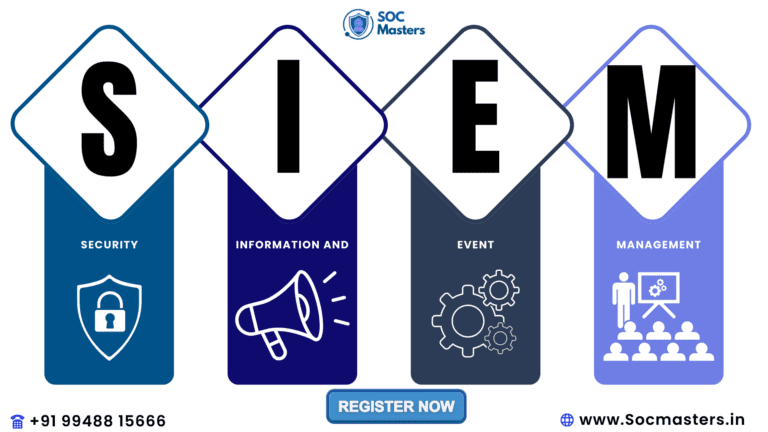 SOC
Masters
S I E M
SECURITY
INFORMATION AND
EVENT
MANAGEMENT
REGISTER NOW
+91 99488 15666
www.Socmasters.in